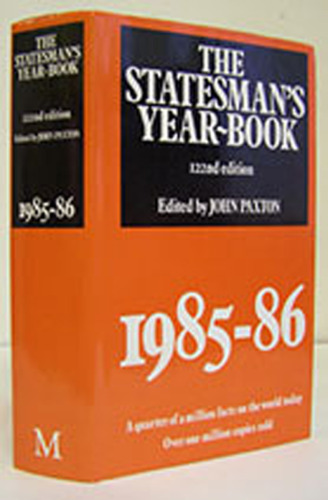 THE
STATESMAN'S
YEAR-BOOK
122nd edition
Edited by JOHN PAXTON
1985-86
M
THE
STATESMAN'S
YEAR~BOOK
122nd edition
Edited by JOHN PAXTON
1985-86
A quarter of a million facts on the world today
Over one million copies sold